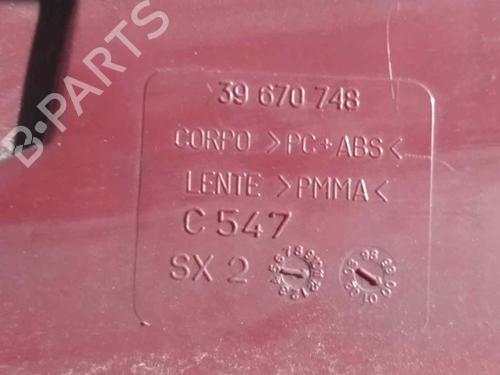 B-PARTS
39 670 748
CORPO >PC+ABS<
LENTE >PMMA<
C 547
SX 2